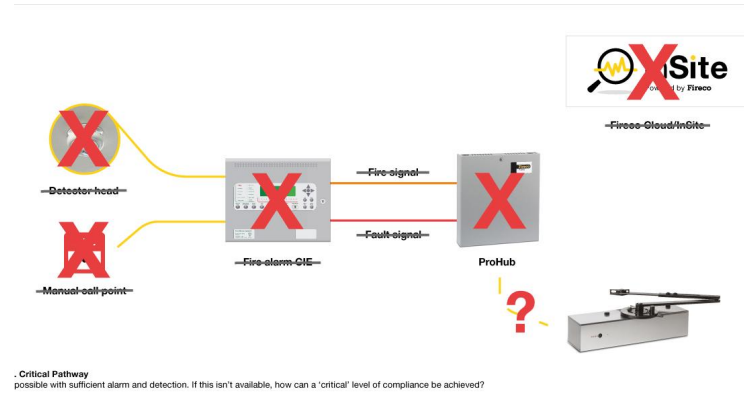 InSite
Powered by Fireco
Fireco Cloud/InSite
Detector head
Fire signal
Fault signal
Fire alarm CIE
ProHub
Manual call point
?
. Critical Pathway
possible with sufficient alarm and detection. If this isn’t available, how can a ‘critical’ level of compliance be achieved?